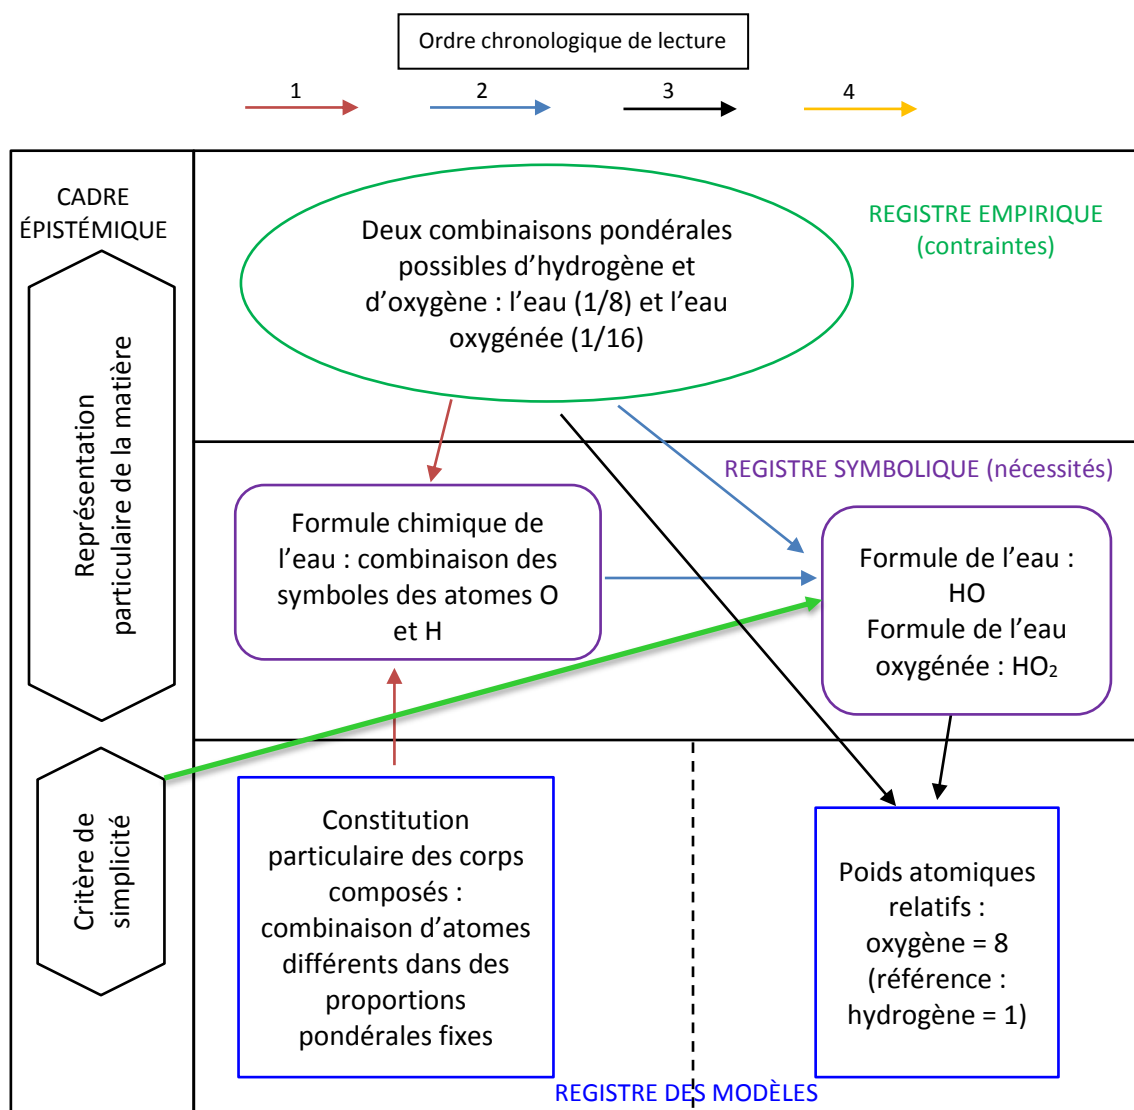 Ordre chronologique de lecture
1
2
3
4
CADRE
ÉPISTÉMIQUE
Représentation
particulaire de la matière
Critère de
simplicité
REGISTRE EMPIRIQUE
(contraintes)
Deux combinaisons pondérales
possibles d’hydrogène et
d’oxygène : l’eau (1/8) et l’eau
oxygénée (1/16)
REGISTRE SYMBOLIQUE (nécessités)
Formule chimique de
l’eau : combinaison des
symboles des atomes O
et H
Formule de l’eau :
HO
Formule de l’eau
oxygénée : HO₂
Constitution
particulaire des corps
composés :
combinaison d’atomes
différents dans des
proportions
pondérales fixes
Poids atomiques
relatifs :
oxygène = 8
(référence :
hydrogène = 1)
REGISTRE DES MODÈLES